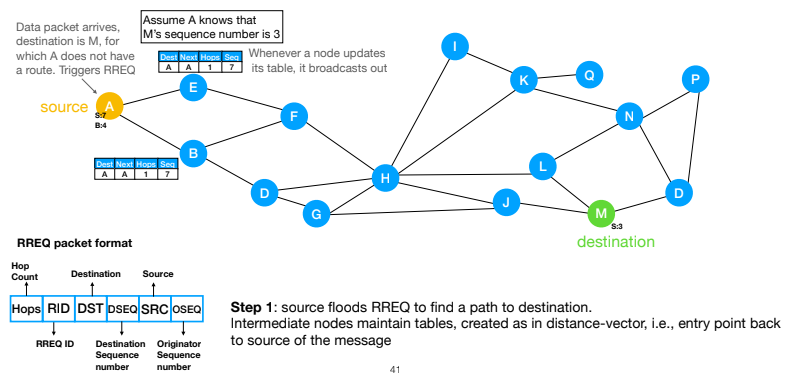 Data packet arrives,
destination is M, for
which A does not have
a route. Triggers RREQ
Assume A knows that
M's sequence number is 3
Dest Next Hops Seq
A A 1 7
Whenever a node updates
its table, it broadcasts out
source
A
S:7
B:4
E
B
F
D
G
H
I
K
Q
N
P
L
J
M
S:3
D
destination
Dest Next Hops Seq
A A 1 7
RREQ packet format
Hop
Count
Destination
Source
Hops RID DST DSEQ SRC OSEQ
RREQ ID
Destination
Sequence
number
Originator
Sequence
number
Step 1: source floods RREQ to find a path to destination.
Intermediate nodes maintain tables, created as in distance-vector, i.e., entry point back
to source of the message
41